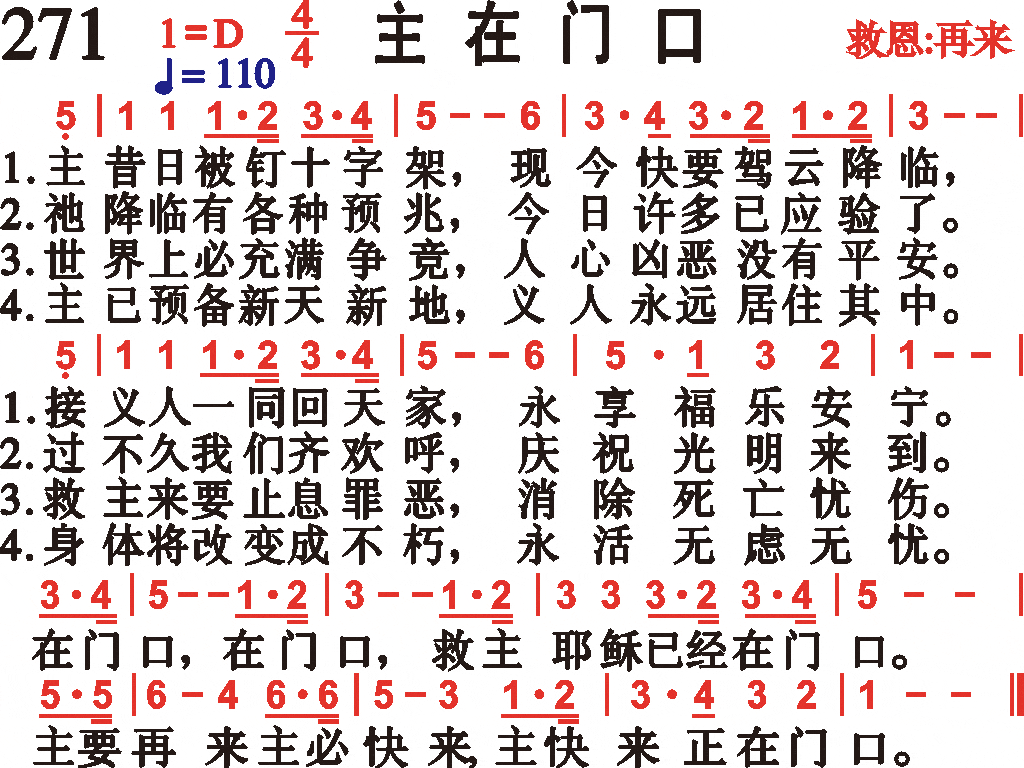 271 1=D 4/4 主在门口 救恩:再来
♩=110
5̣ | 1 1 1·2 3·4 | 5 - - 6 | 3·4 3·2 1·2 | 3 - - |
1.主昔日被钉十字架，现今快要驾云降临，
2.祂降临有各种预兆，今日许多已应验了。
3.世界上必充满争竞，人心凶恶没有平安。
4.主已预备新天新地，义人永远居住其中。
5̣ | 1 1 1·2 3·4 | 5 - - 6 | 5·1 3 2 | 1 - - |
1.接义人一同回天家，永享福乐安宁。
2.过不久我们齐欢呼，庆祝光明来到。
3.救主来要止息罪恶，消除死亡忧伤。
4.身体将改变成不朽，永活无虑无忧。
3·4 | 5 - - 1·2 | 3 - - 1·2 | 3 3 3·2 3·4 | 5 - - |
在门口，在门口，救主耶稣已经在门口。
5·5 | 6 - 4 6·6 | 5 - 3 1·2 | 3·4 3 2 | 1 - - ‖
主要再来主必快来,主快来正在门口。